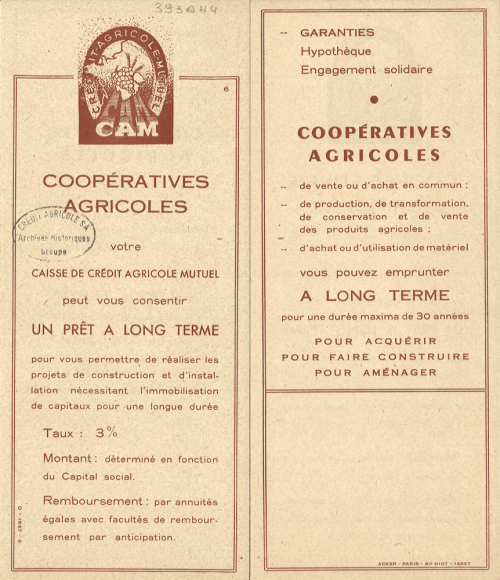 393AH4
CRÉDIT·AGRICOLE·MUTUEL
CAM
6
COOPÉRATIVES
AGRICOLES
CRÉDIT AGRICOLE SA
Archives Historiques
Groupe
votre
CAISSE DE CRÉDIT AGRICOLE MUTUEL
peut vous consentir
UN PRÊT A LONG TERME
pour vous permettre de réaliser les
projets de construction et d'instal-
lation nécessitant l'immobilisation
de capitaux pour une longue durée
Taux : 3%
Montant : déterminé en fonction
du Capital social.
Remboursement : par annuités
égales avec facultés de rembour-
sement par anticipation.
-- GARANTIES
Hypothèque
Engagement solidaire
COOPÉRATIVES
AGRICOLES
-- de vente ou d'achat en commun ;
-- de production, de transformation,
de conservation et de vente
des produits agricoles ;
-- d'achat ou d'utilisation de matériel
vous pouvez emprunter
A LONG TERME
pour une durée maxima de 30 années
POUR ACQUÉRIR
POUR FAIRE CONSTRUIRE
POUR AMÉNAGER